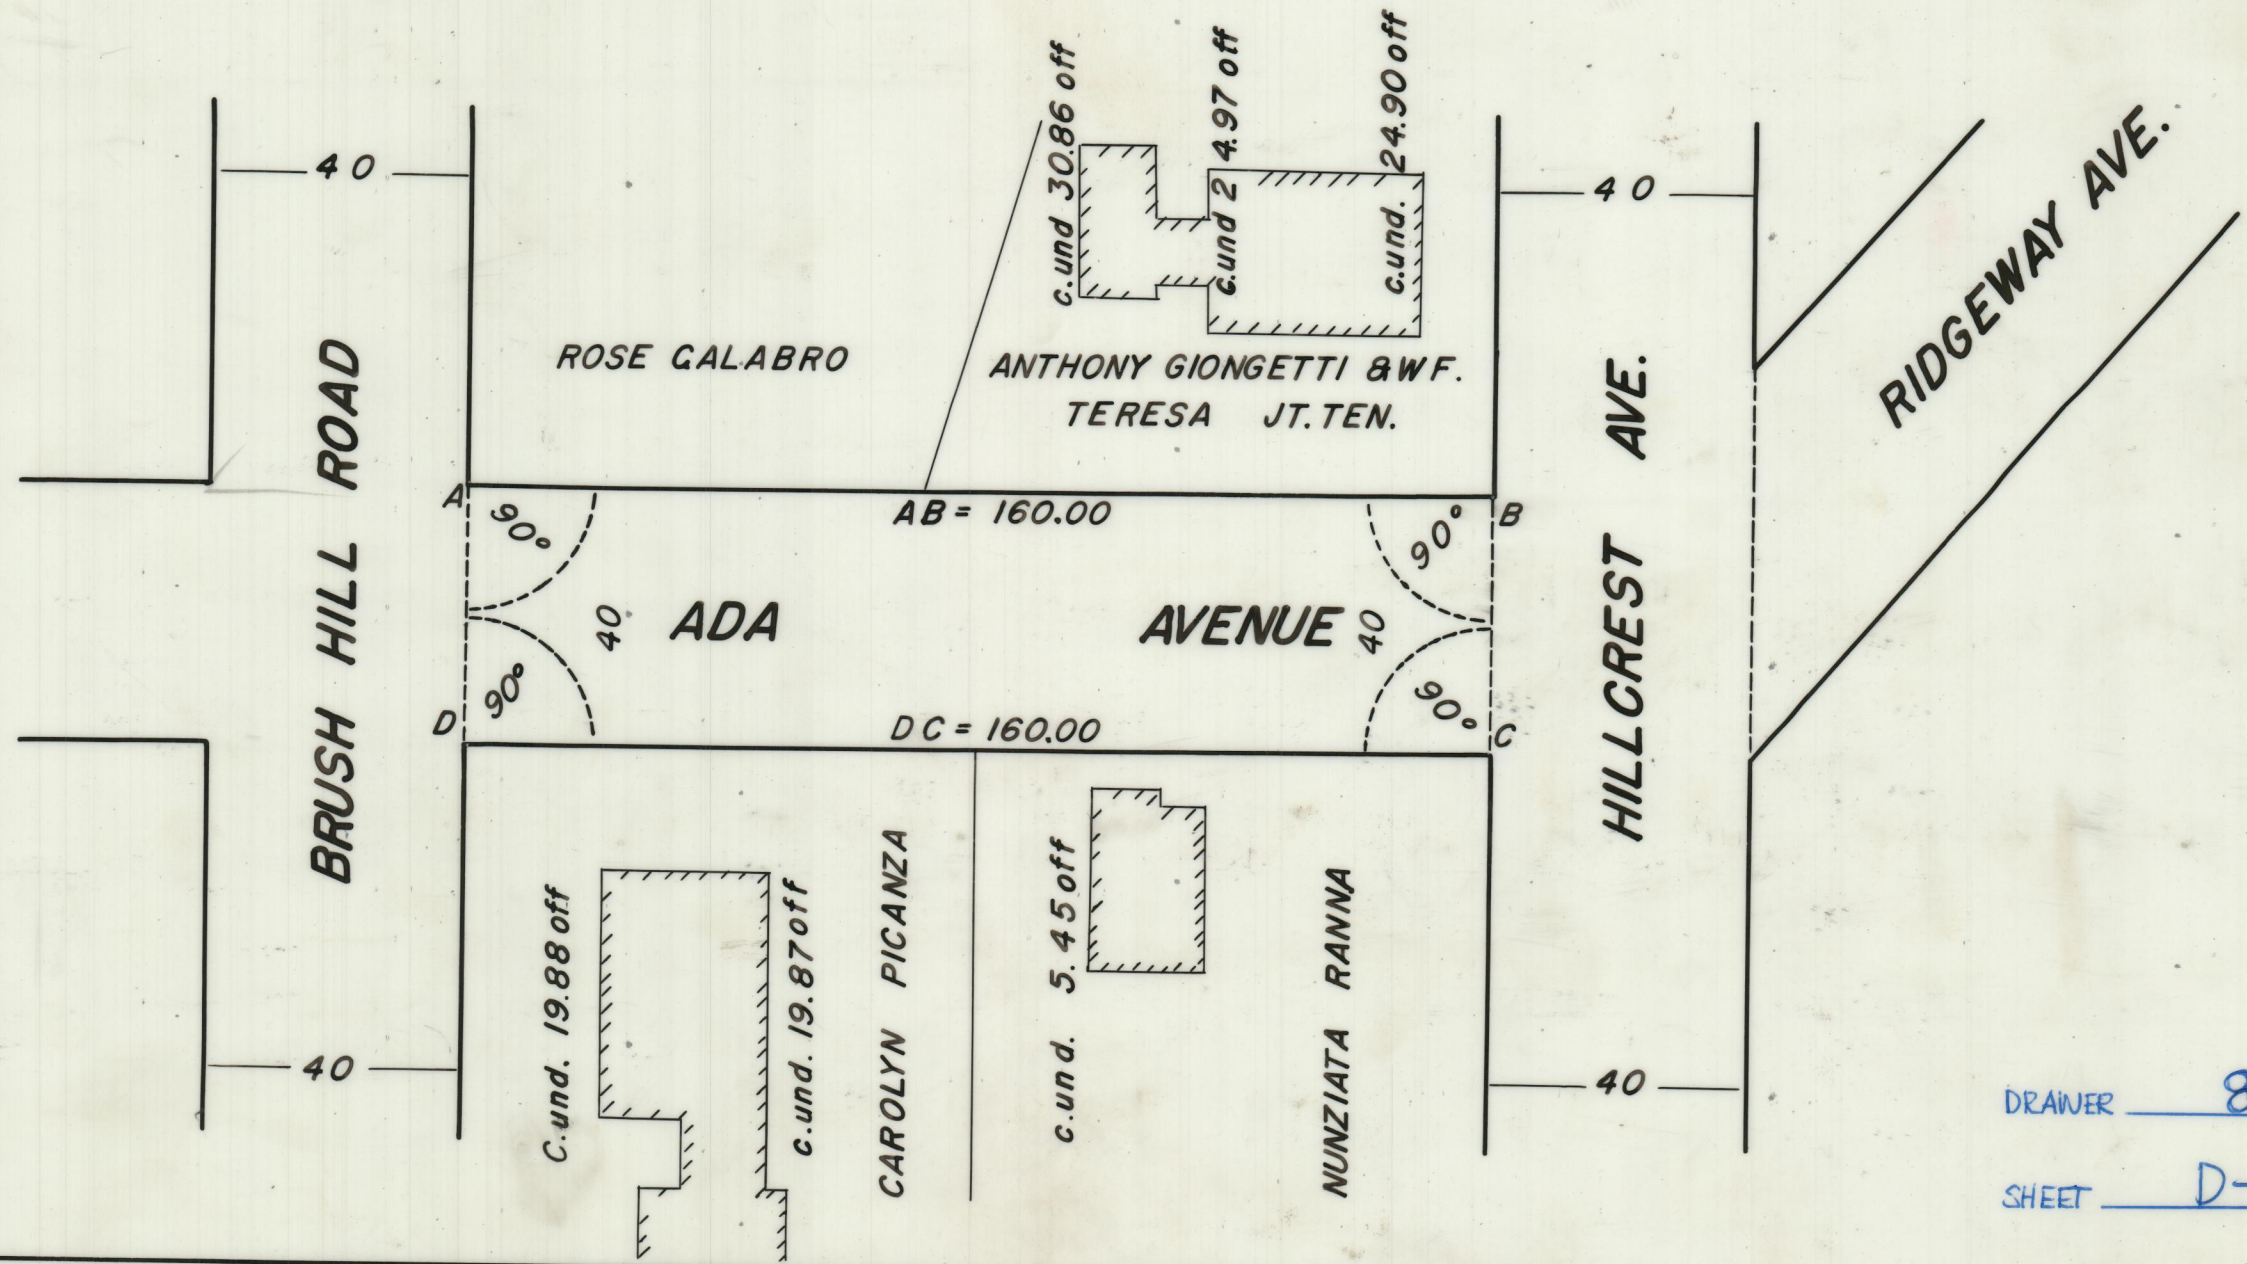 c.und 30.86 off
c.und 24.97 off
c.und. 24.90 off
40
40
RIDGEWAY AVE.
BRUSH HILL ROAD
ROSE CALABRO
ANTHONY GIONGETTI & WF.
TERESA JT. TEN.
HILLCREST AVE.
A
AB = 160.00
B
90°
90°
40
ADA AVENUE
40
90°
90°
D
DC = 160.00
C
C.und. 19.88 off
c.und. 19.87 off
CAROLYN PICANZA
c.und. 5.45 off
NUNZIATA RANNA
40
40
DRAWER 8
SHEET D-